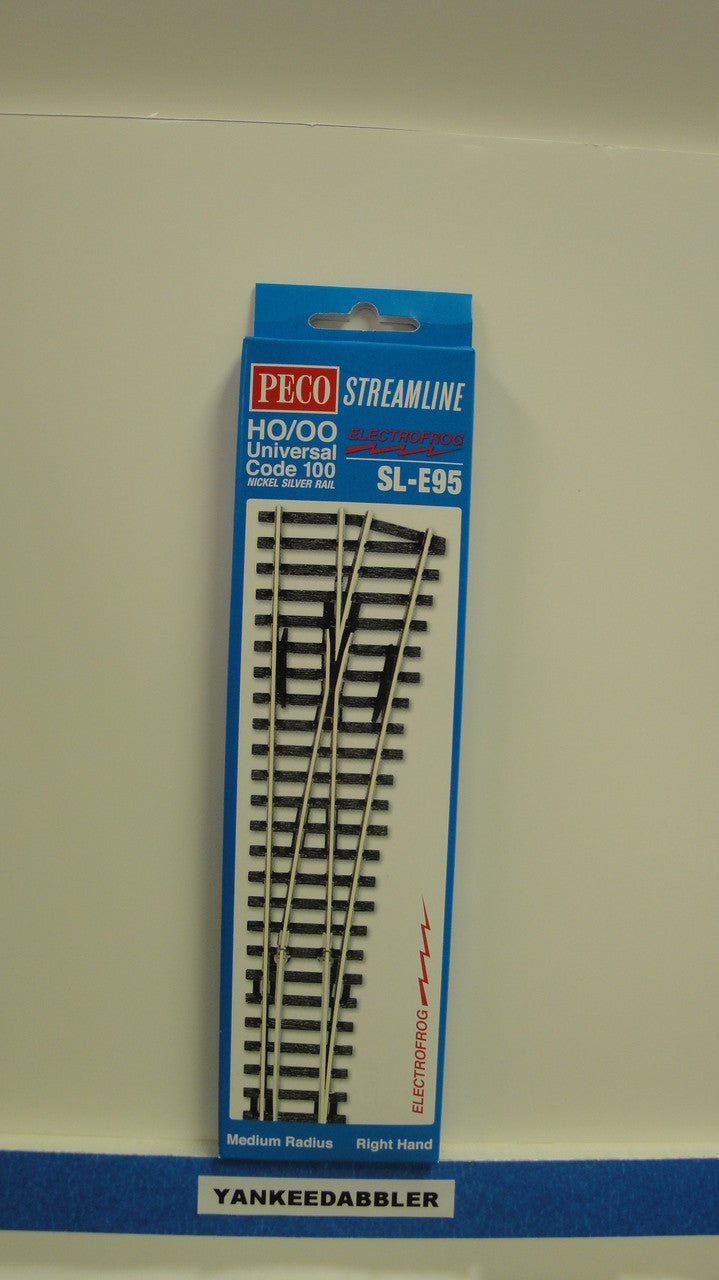 PECO STREAMLINE
HO/OO
Universal
Code 100
NICKEL SILVER RAIL
ELECTROFROG
SL-E95
ELECTROFROG
Medium Radius Right Hand
YANKEEDABBLER